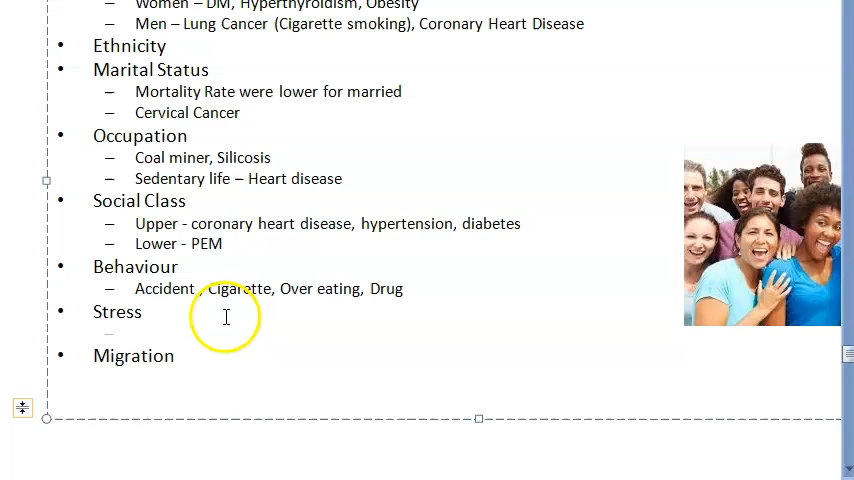 – Women – DM, Hyperthyroidism, Obesity
– Men – Lung Cancer (Cigarette smoking), Coronary Heart Disease
• Ethnicity
• Marital Status
– Mortality Rate were lower for married
– Cervical Cancer
• Occupation
– Coal miner, Silicosis
– Sedentary life – Heart disease
• Social Class
– Upper - coronary heart disease, hypertension, diabetes
– Lower - PEM
• Behaviour
– Accident , Cigarette, Over eating, Drug
• Stress
–
• Migration